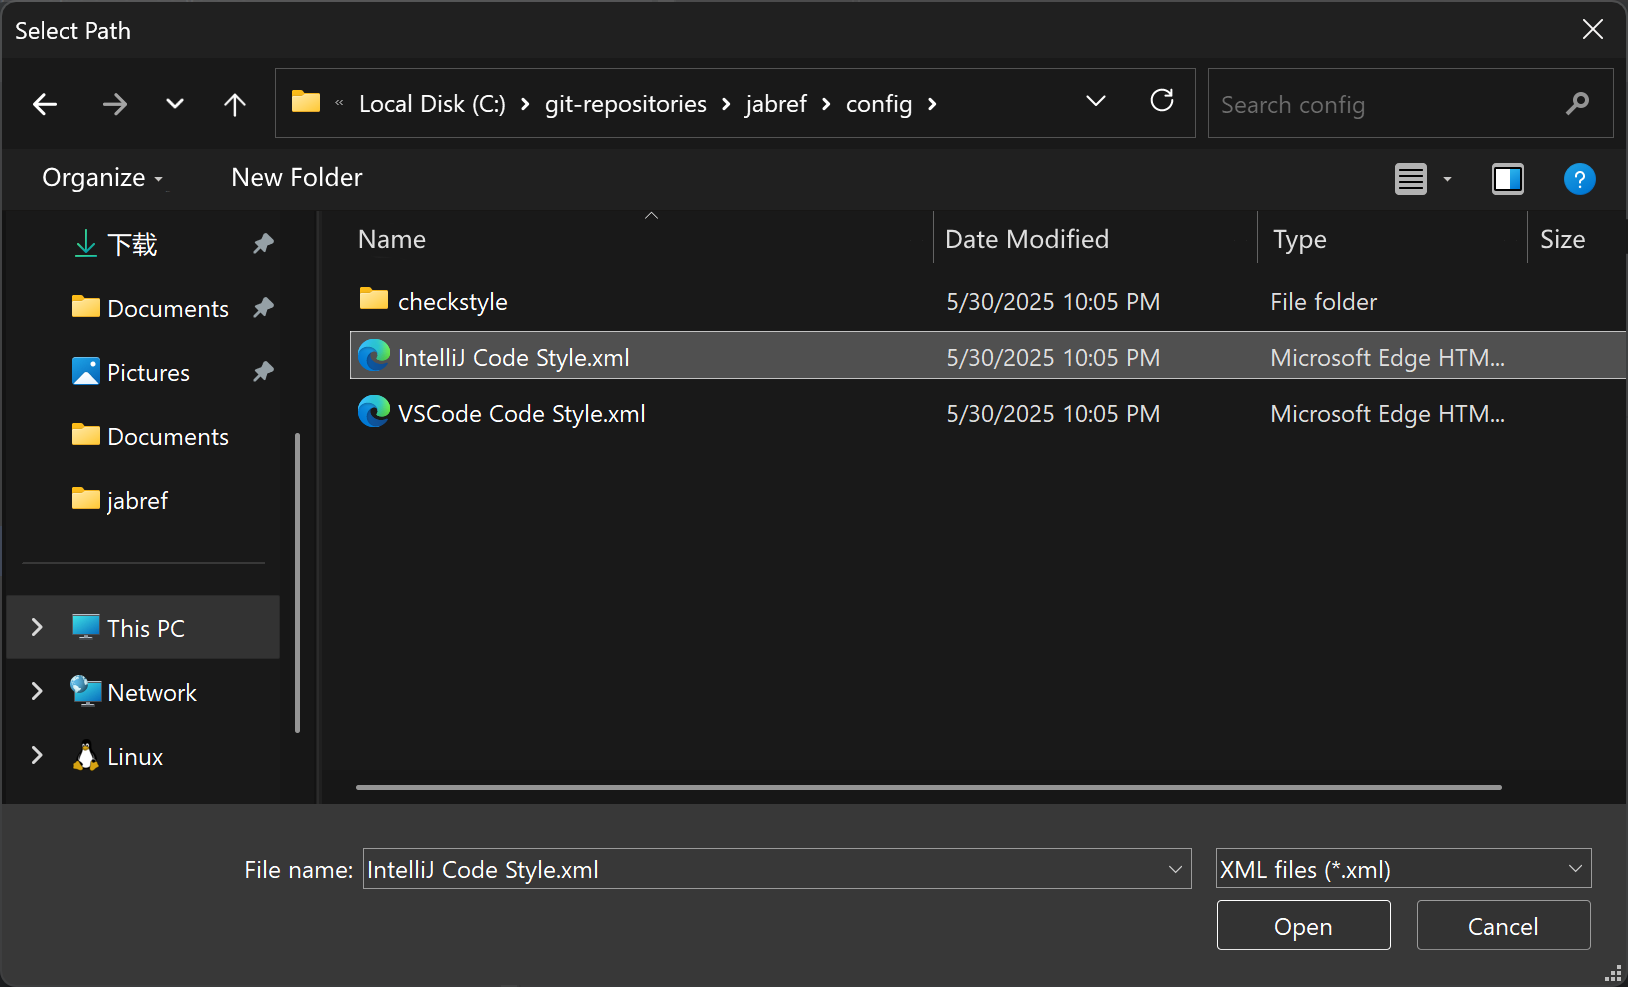 Select Path
« Local Disk (C:) › git-repositories › jabref › config ›
Search config
Organize
New Folder
?
下载
Documents
Pictures
Documents
jabref
This PC
Network
Linux
Name Date Modified Type Size
checkstyle 5/30/2025 10:05 PM File folder
IntelliJ Code Style.xml 5/30/2025 10:05 PM Microsoft Edge HTM...
VSCode Code Style.xml 5/30/2025 10:05 PM Microsoft Edge HTM...
File name: IntelliJ Code Style.xml
XML files (*.xml)
Open
Cancel